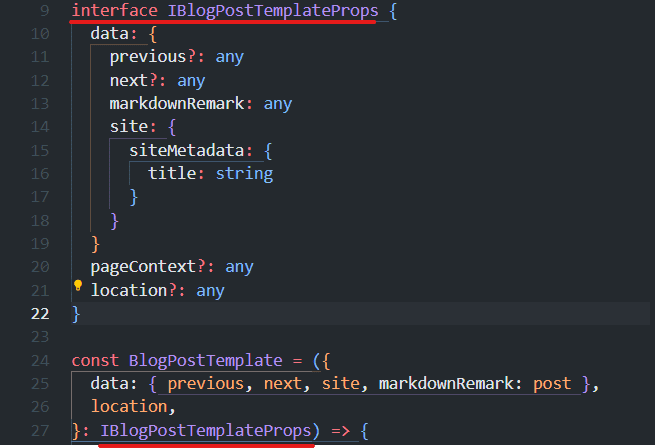 9 interface IBlogPostTemplateProps {
10 data: {
11 previous?: any
12 next?: any
13 markdownRemark: any
14 site: {
15 siteMetadata: {
16 title: string
17 }
18 }
19 }
20 pageContext?: any
21 location?: any
22 }
23
24 const BlogPostTemplate = ({
25 data: { previous, next, site, markdownRemark: post },
26 location,
27 }: IBlogPostTemplateProps) => {